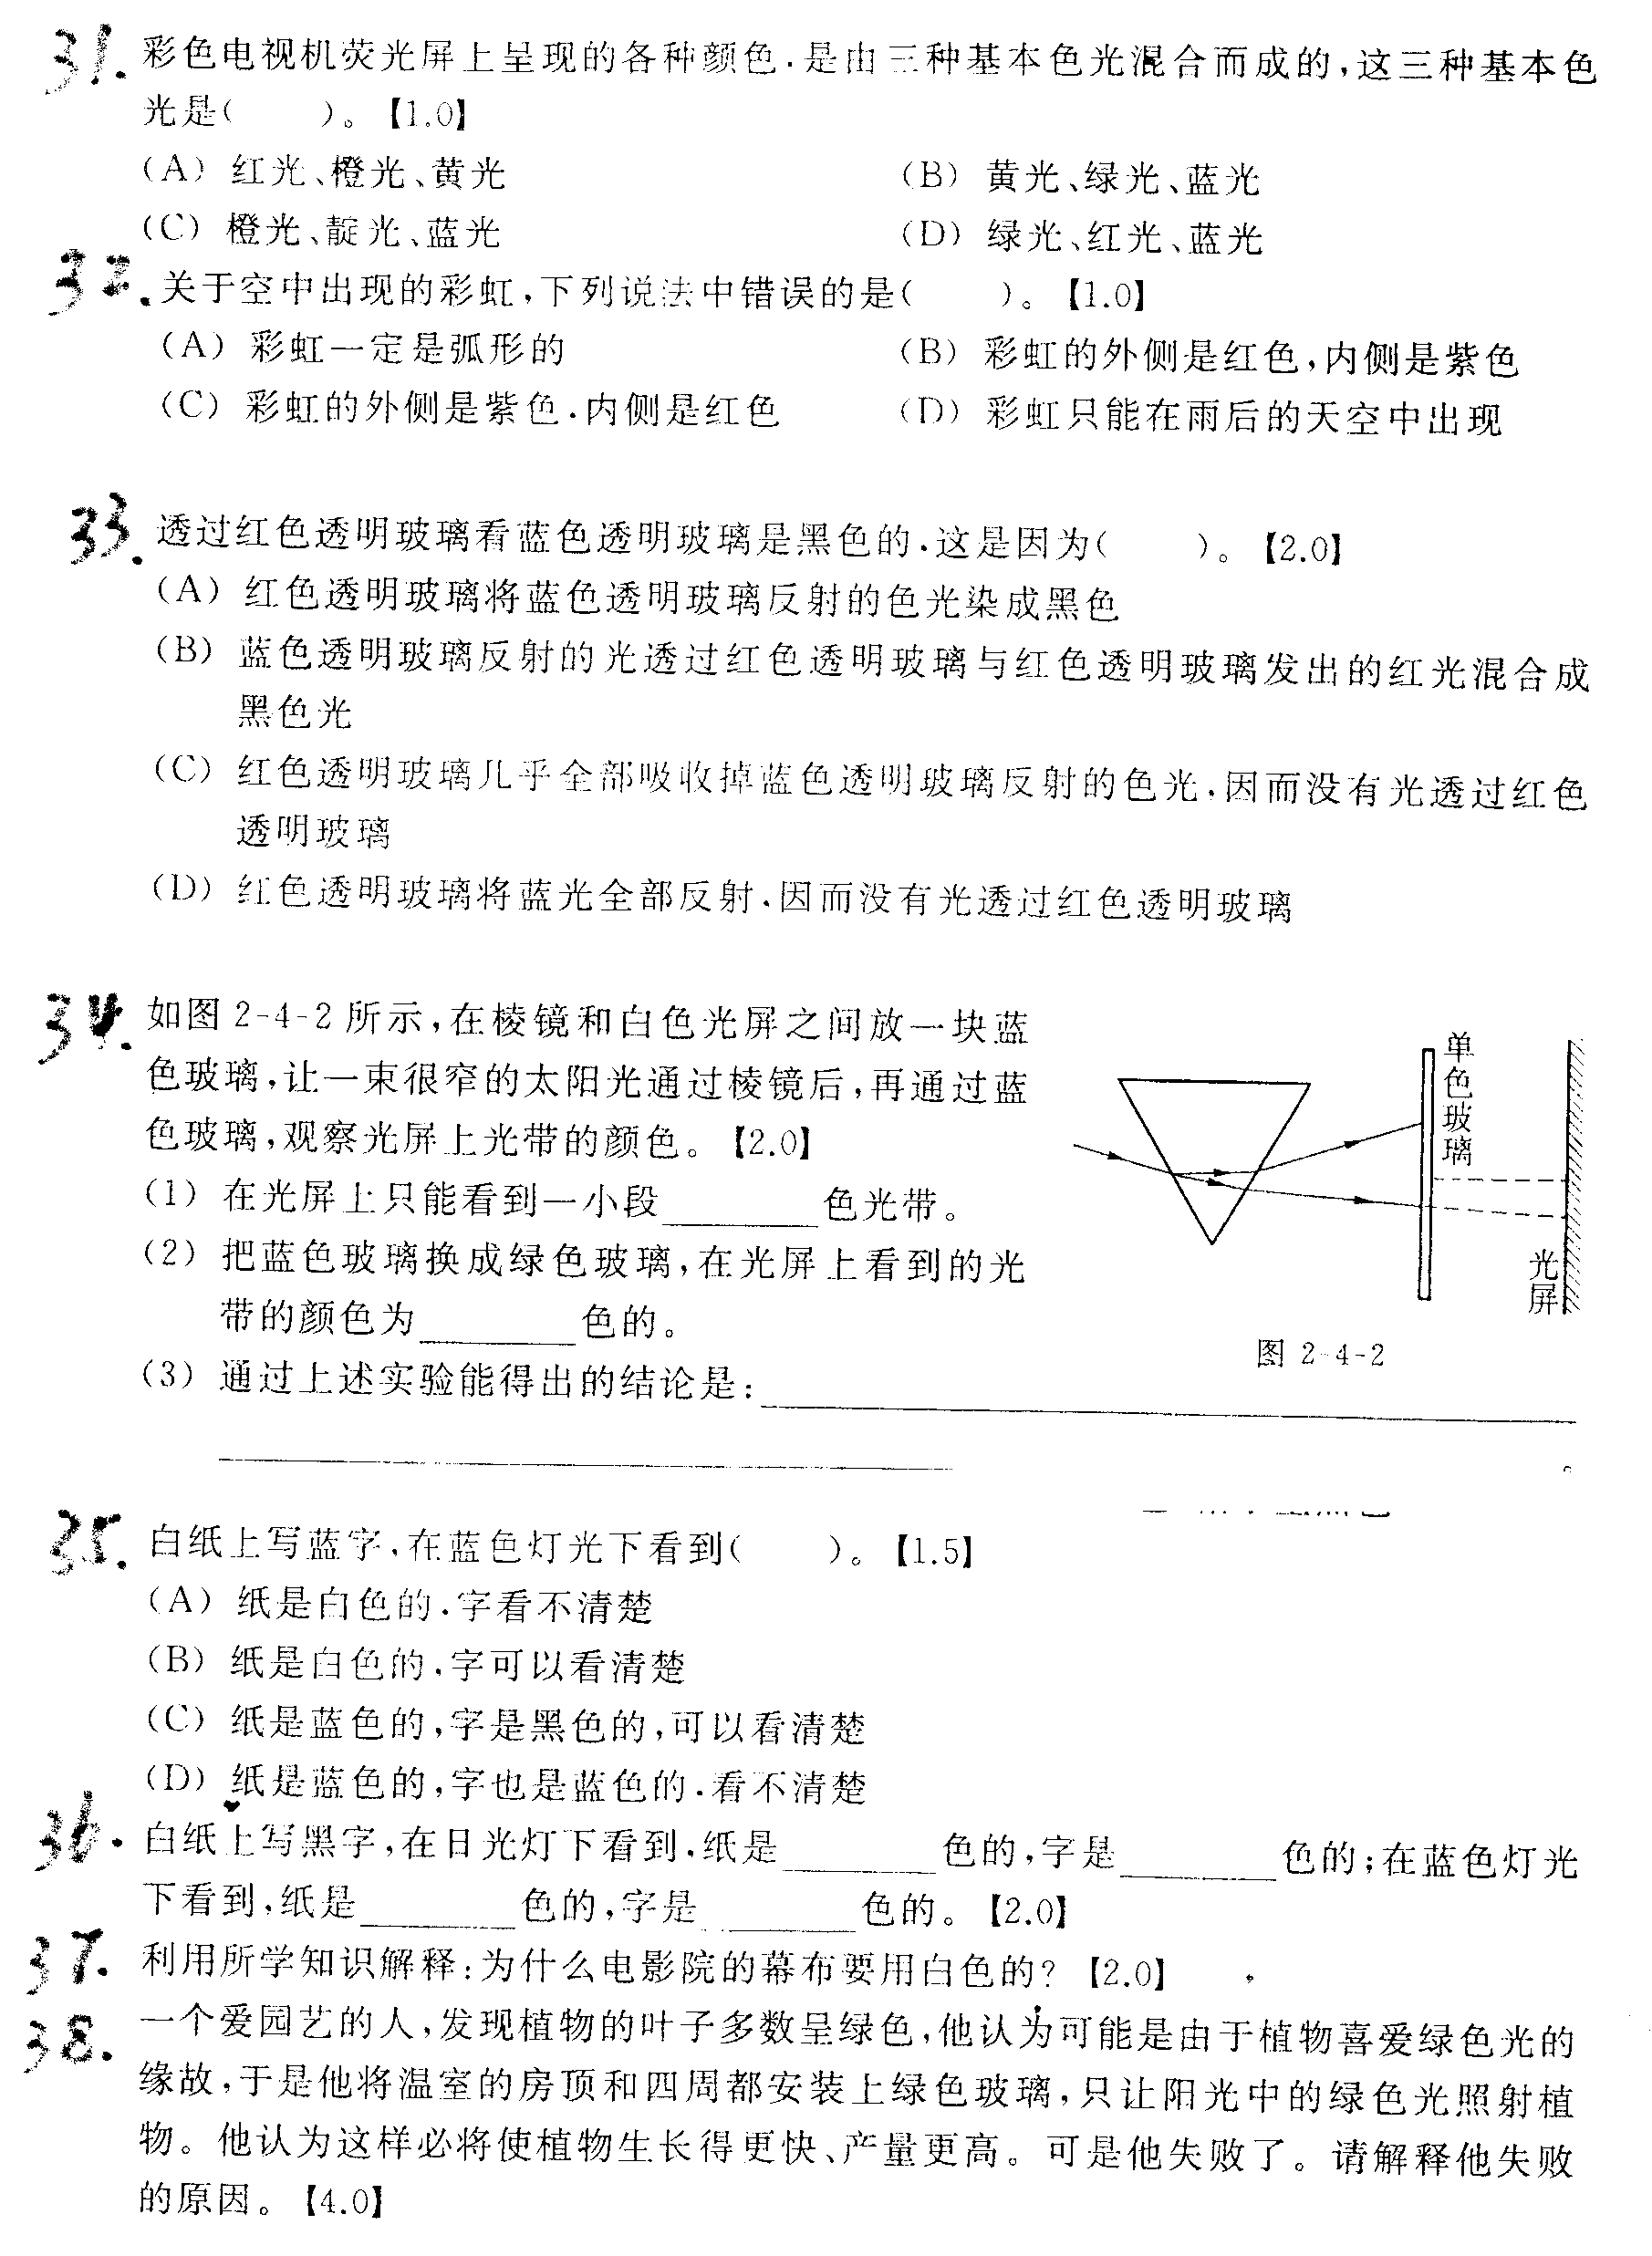 31. 彩色电视机荧光屏上呈现的各种颜色.是由三种基本色光混合而成的,这三种基本色
光是(  )。【1.0】
(A) 红光、橙光、黄光 (B) 黄光、绿光、蓝光
(C) 橙光、靛光、蓝光 (D) 绿光、红光、蓝光
32. 关于空中出现的彩虹,下列说法中错误的是(  )。【1.0】
(A) 彩虹一定是弧形的 (B) 彩虹的外侧是红色,内侧是紫色
(C) 彩虹的外侧是紫色.内侧是红色 (D) 彩虹只能在雨后的天空中出现
33. 透过红色透明玻璃看蓝色透明玻璃是黑色的.这是因为(  )。【2.0】
(A) 红色透明玻璃将蓝色透明玻璃反射的色光染成黑色
(B) 蓝色透明玻璃反射的光透过红色透明玻璃与红色透明玻璃发出的红光混合成
黑色光
(C) 红色透明玻璃几乎全部吸收掉蓝色透明玻璃反射的色光,因而没有光透过红色
透明玻璃
(D) 红色透明玻璃将蓝光全部反射.因而没有光透过红色透明玻璃
34. 如图 2-4-2 所示,在棱镜和白色光屏之间放一块蓝
色玻璃,让一束很窄的太阳光通过棱镜后,再通过蓝
色玻璃,观察光屏上光带的颜色。【2.0】
(1) 在光屏上只能看到一小段________色光带。
(2) 把蓝色玻璃换成绿色玻璃,在光屏上看到的光
带的颜色为________色的。
(3) 通过上述实验能得出的结论是:________
________。
单色玻璃
光屏
图 2-4-2
35. 白纸上写蓝字,在蓝色灯光下看到(  )。【1.5】
(A) 纸是白色的.字看不清楚
(B) 纸是白色的,字可以看清楚
(C) 纸是蓝色的,字是黑色的,可以看清楚
(D) 纸是蓝色的,字也是蓝色的.看不清楚
36. 白纸上写黑字,在日光灯下看到,纸是________色的,字是________色的;在蓝色灯光
下看到,纸是________色的,字是________色的。【2.0】
37. 利用所学知识解释:为什么电影院的幕布要用白色的?【2.0】
38. 一个爱园艺的人,发现植物的叶子多数呈绿色,他认为可能是由于植物喜爱绿色光的
缘故,于是他将温室的房顶和四周都安装上绿色玻璃,只让阳光中的绿色光照射植
物。他认为这样必将使植物生长得更快、产量更高。可是他失败了。请解释他失败
的原因。【4.0】